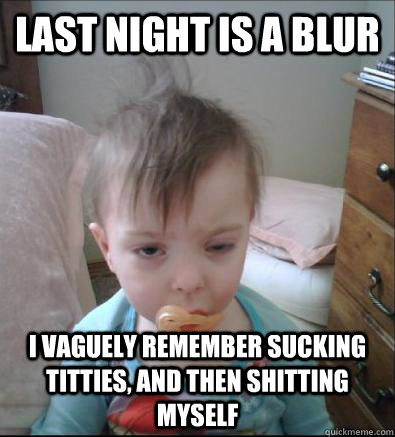 LAST NIGHT IS A BLUR
I VAGUELY REMEMBER SUCKING
TITTIES, AND THEN SHITTING
MYSELF
quickmeme.com